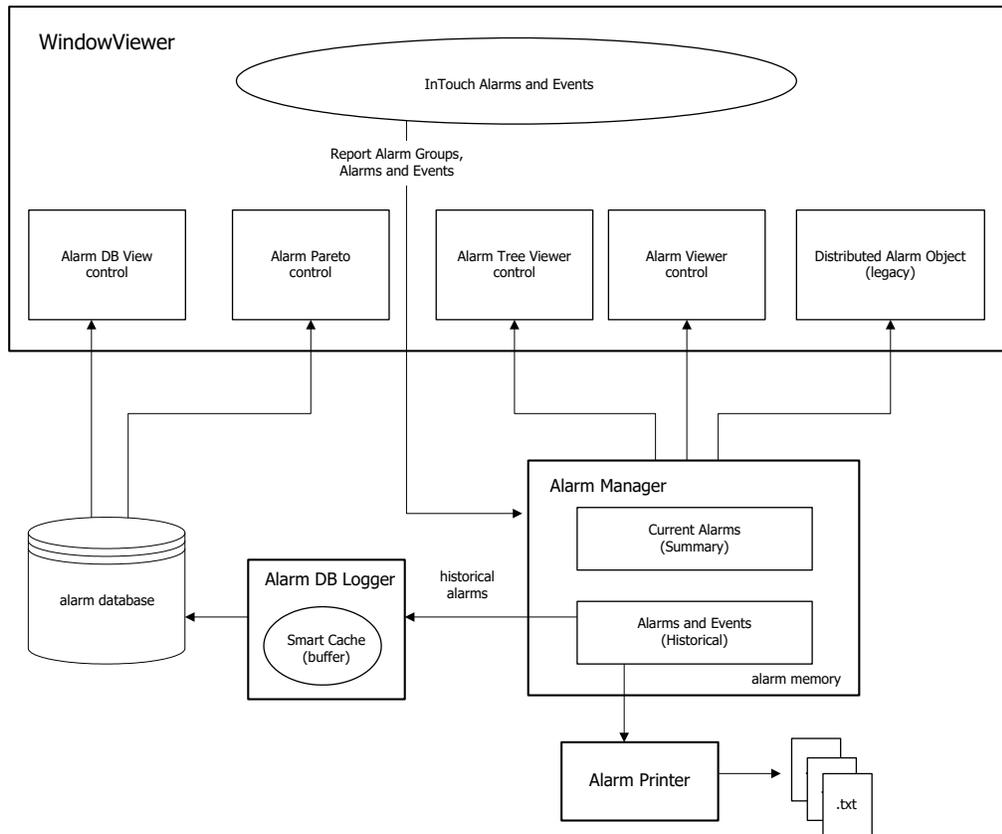 WindowViewer
InTouch Alarms and Events
Report Alarm Groups,
Alarms and Events
Alarm DB View
control
Alarm Pareto
control
Alarm Tree Viewer
control
Alarm Viewer
control
Distributed Alarm Object
(legacy)
Alarm Manager
Current Alarms
(Summary)
Alarms and Events
(Historical)
alarm memory
historical
alarms
Alarm DB Logger
Smart Cache
(buffer)
alarm database
Alarm Printer
.txt